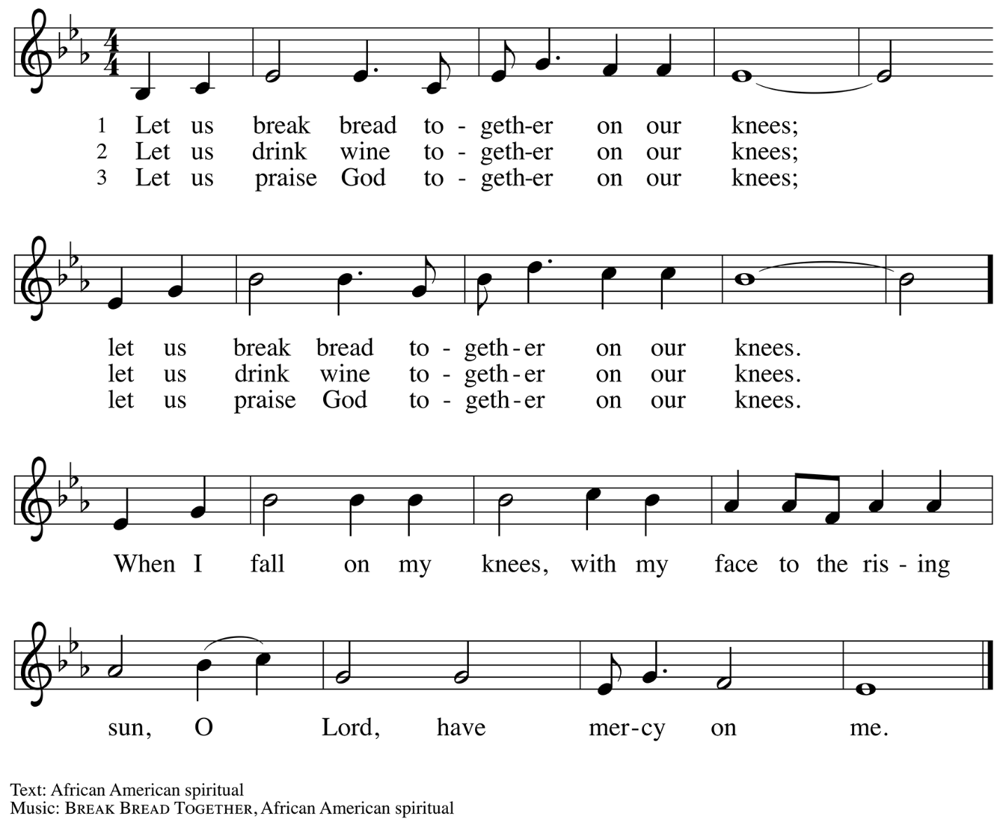 4
4
1 Let us break bread to - geth-er on our knees;
2 Let us drink wine to - geth-er on our knees;
3 Let us praise God to - geth-er on our knees;
let us break bread to - geth - er on our knees.
let us drink wine to - geth - er on our knees.
let us praise God to - geth - er on our knees.
When I fall on my knees, with my face to the ris - ing
sun, O Lord, have mer-cy on me.
Text: African American spiritual
Music: BREAK BREAD TOGETHER, African American spiritual